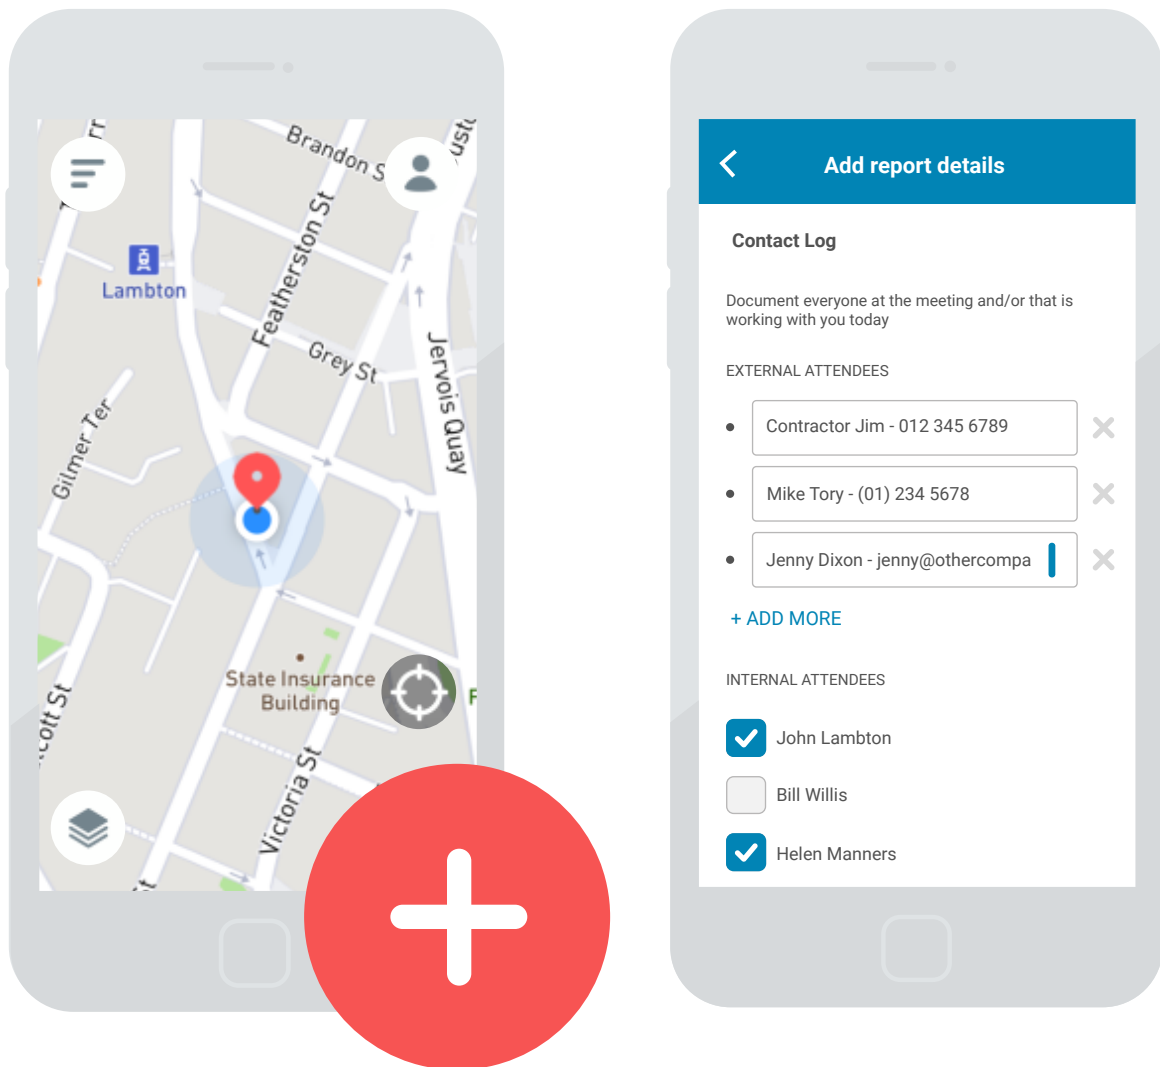 Brandon S
Featherston St
Lambton
Grey St
Jervois Quay
Gilmer Ter
State Insurance
Building
cott St
Victoria St
St
Add report details
Contact Log
Document everyone at the meeting and/or that is
working with you today
EXTERNAL ATTENDEES
Contractor Jim - 012 345 6789
Mike Tory - (01) 234 5678
Jenny Dixon - jenny@othercompa
+ ADD MORE
INTERNAL ATTENDEES
John Lambton
Bill Willis
Helen Manners